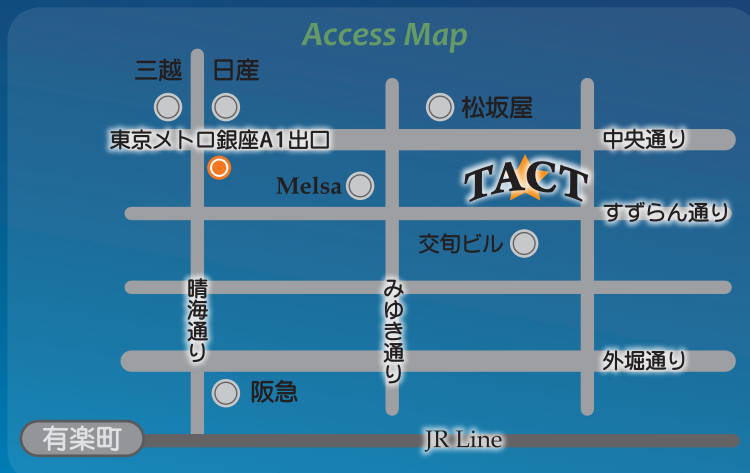 Access Map
三越
日産
松坂屋
東京メトロ銀座A1出口
中央通り
Melsa
TACT
すずらん通り
交旬ビル
晴海通り
みゆき通り
外堀通り
阪急
有楽町
JR Line